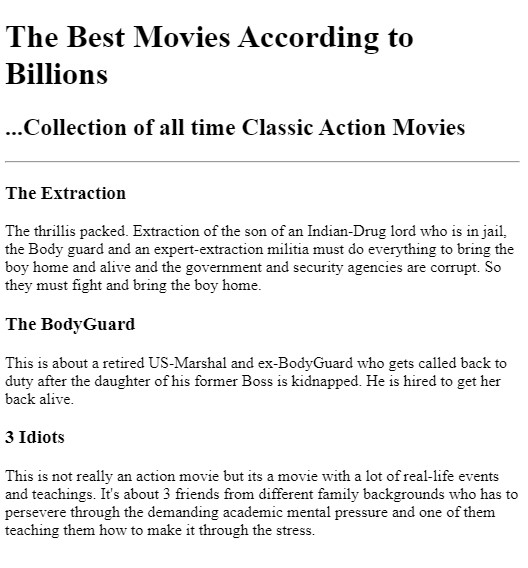 The Best Movies According to
Billions
...Collection of all time Classic Action Movies
The Extraction
The thrillis packed. Extraction of the son of an Indian-Drug lord who is in jail,
the Body guard and an expert-extraction militia must do everything to bring the
boy home and alive and the government and security agencies are corrupt. So
they must fight and bring the boy home.
The BodyGuard
This is about a retired US-Marshal and ex-BodyGuard who gets called back to
duty after the daughter of his former Boss is kidnapped. He is hired to get her
back alive.
3 Idiots
This is not really an action movie but its a movie with a lot of real-life events
and teachings. It's about 3 friends from different family backgrounds who has to
persevere through the demanding academic mental pressure and one of them
teaching them how to make it through the stress.